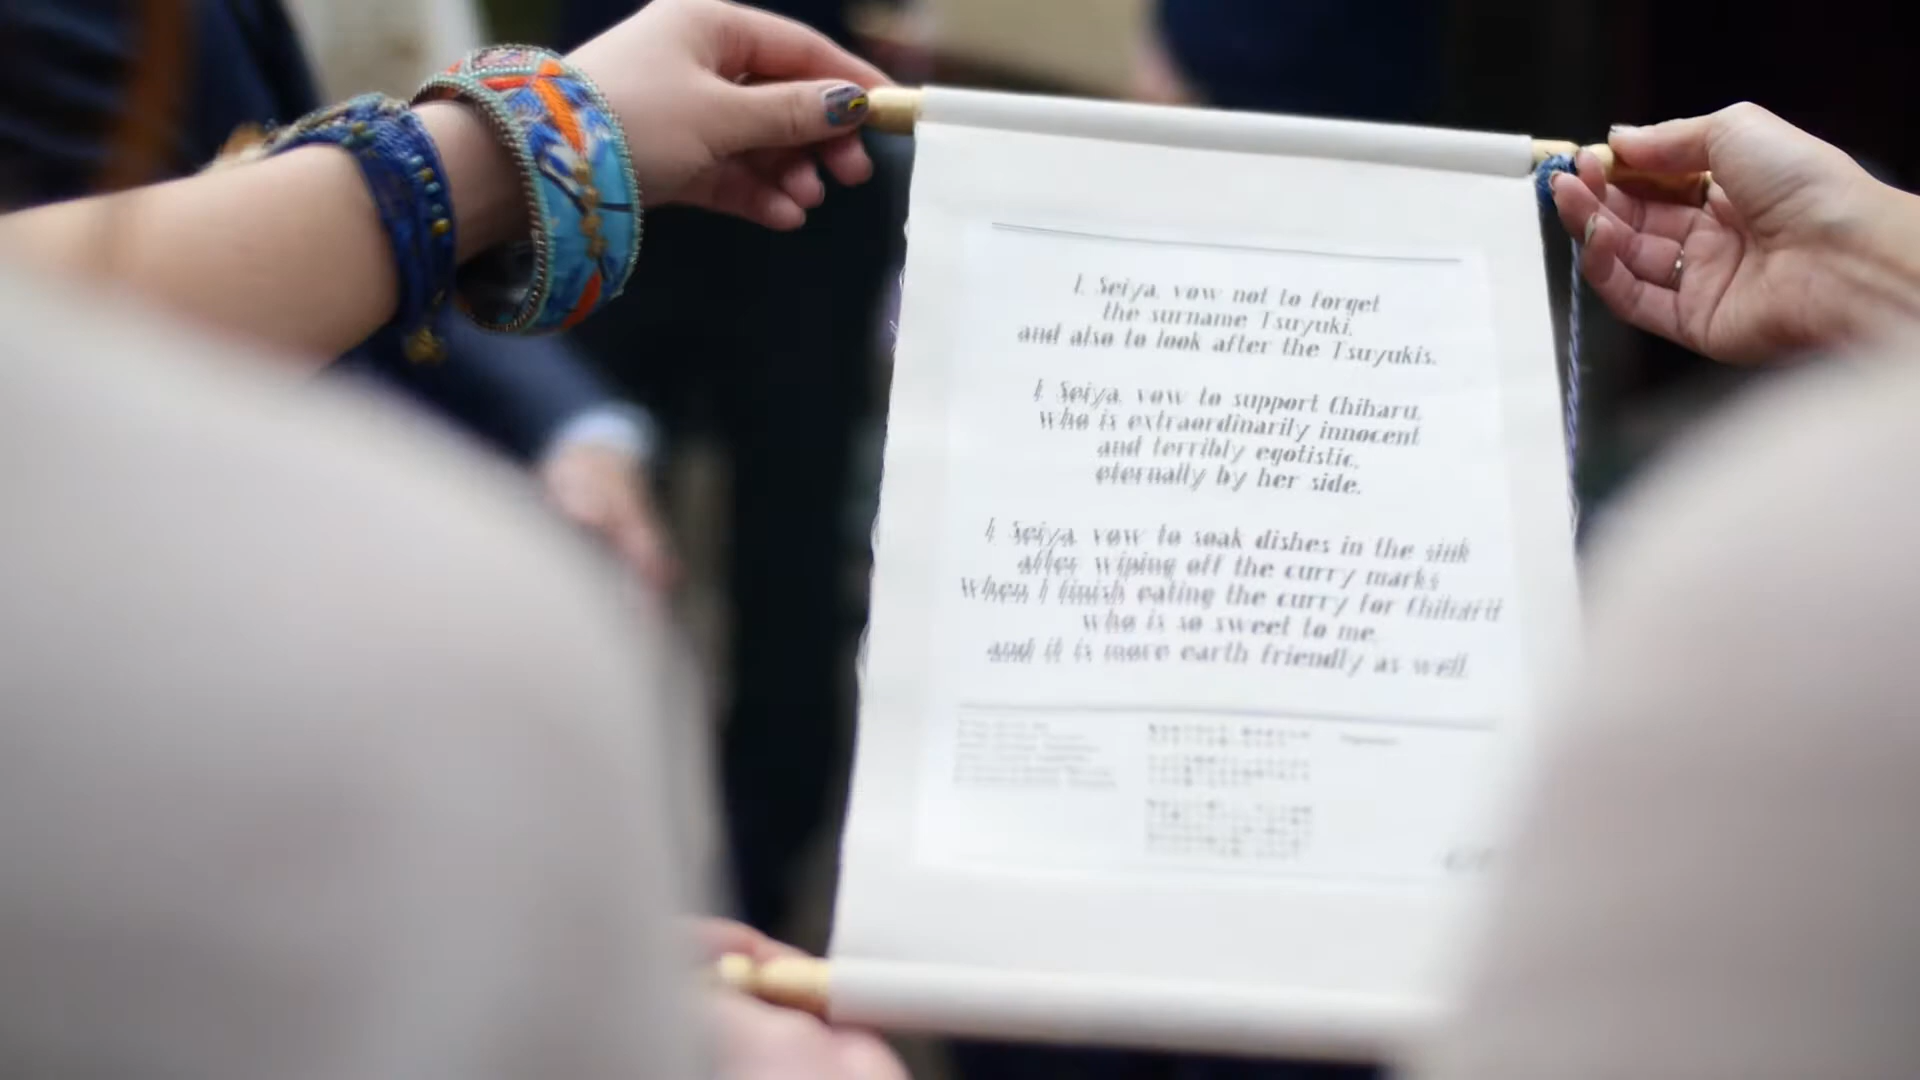 I, Seiya, vow not to forget
the surname Tsuyuki,
and also to look after the Tsuyukis.
I, Seiya, vow to support Chiharu,
who is extraordinarily innocent
and terribly egotistic,
eternally by her side.
I, Seiya, vow to soak dishes in the sink
after wiping off the curry marks
when I finish eating the curry for Chiharu
who is so sweet to me,
and it is more earth friendly as well.